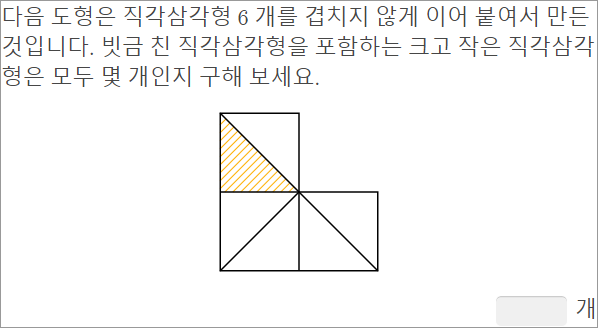 다음 도형은 직각삼각형 6 개를 겹치지 않게 이어 붙여서 만든
것입니다. 빗금 친 직각삼각형을 포함하는 크고 작은 직각삼각
형은 모두 몇 개인지 구해 보세요.
개